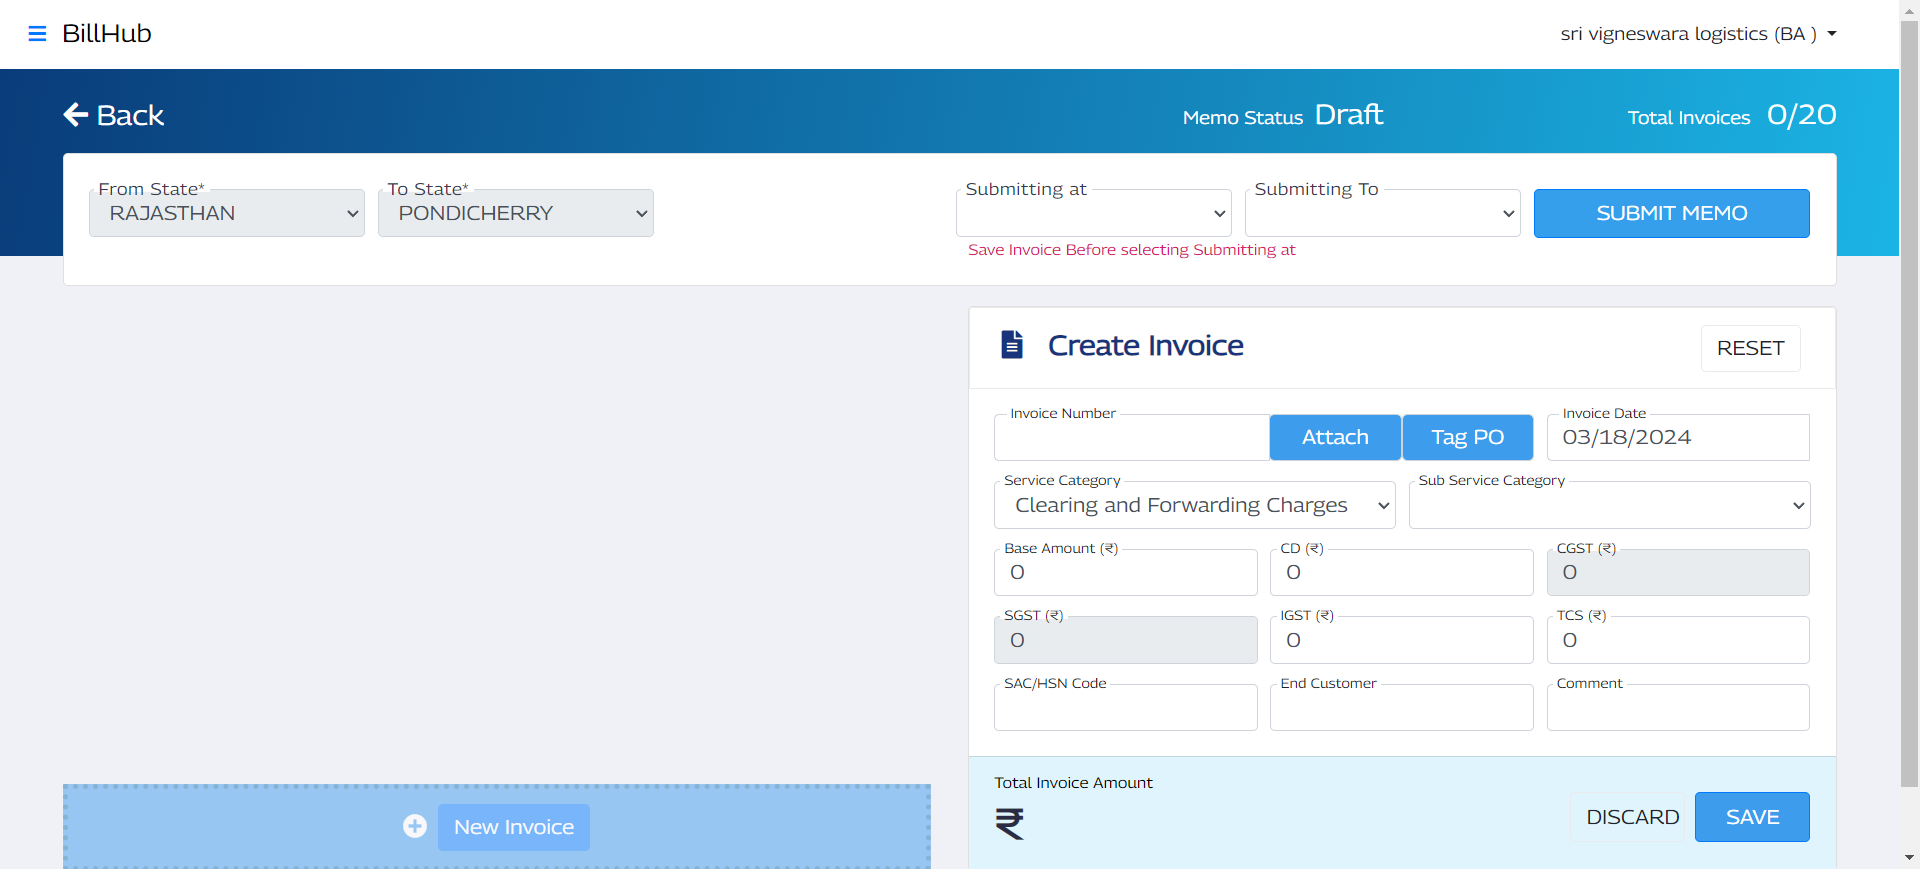 BillHub
sri vigneswara logistics (BA )
Back
Memo Status Draft
Total Invoices 0/20
From State*
RAJASTHAN
To State*
PONDICHERRY
Submitting at
Submitting To
SUBMIT MEMO
Save Invoice Before selecting Submitting at
Create Invoice
RESET
Invoice Number
Attach
Tag PO
Invoice Date
03/18/2024
Service Category
Clearing and Forwarding Charges
Sub Service Category
Base Amount (₹)
0
CD (₹)
0
CGST (₹)
0
SGST (₹)
0
IGST (₹)
0
TCS (₹)
0
SAC/HSN Code
End Customer
Comment
Total Invoice Amount
₹
DISCARD
SAVE
New Invoice